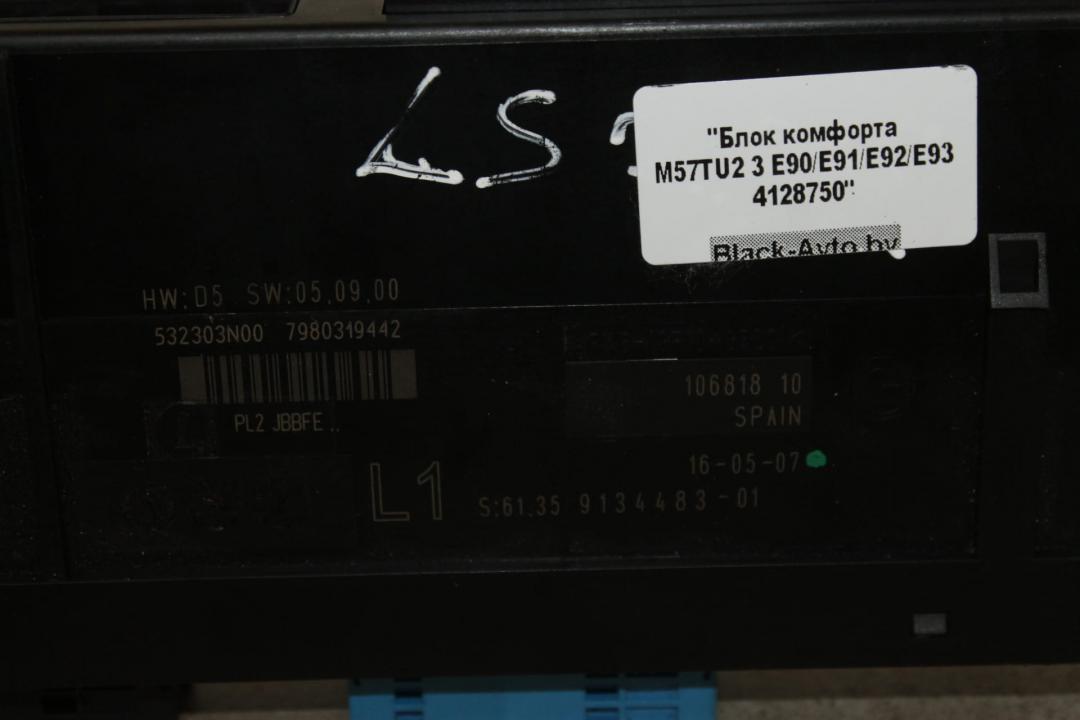 LS
"Блок комфорта
M57TU2 3 E90/E91/E92/E93
4128750"
Black-Avto.by
HW:D5 SW:05.09.00
532303N00 7980319442
PL2 JBBFE ..
106818 10
SPAIN
16-05-07
L1
S:61.35 9134483-01